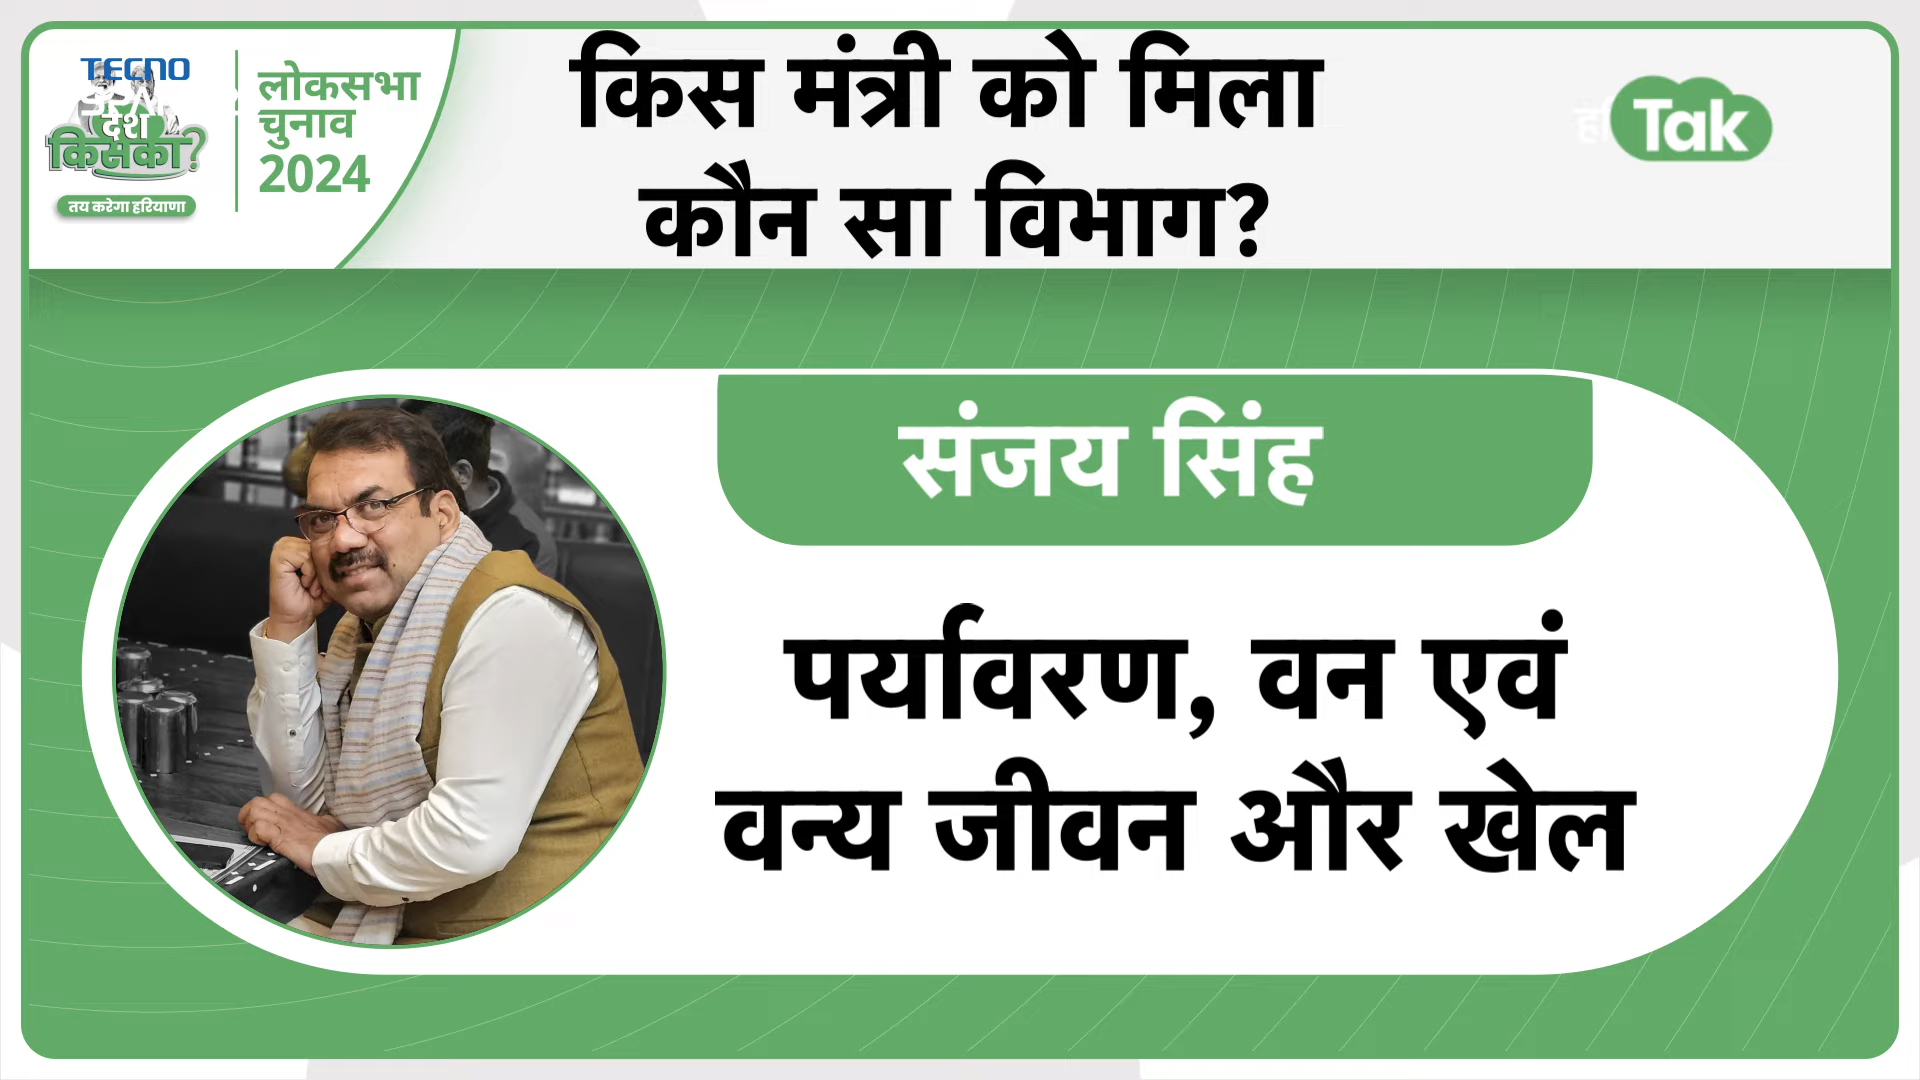 TECNO
देश
किसका?
तय करेगा हरियाणा
लोकसभा
चुनाव
2024
किस मंत्री को मिला
कौन सा विभाग?
Tak
संजय सिंह
पर्यावरण, वन एवं
वन्य जीवन और खेल